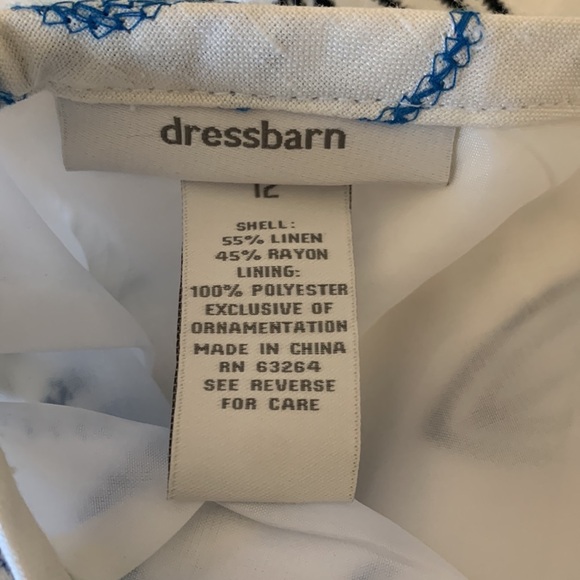 dressbarn
12
SHELL:
55% LINEN
45% RAYON
LINING:
100% POLYESTER
EXCLUSIVE OF
ORNAMENTATION
MADE IN CHINA
RN 63264
SEE REVERSE
FOR CARE